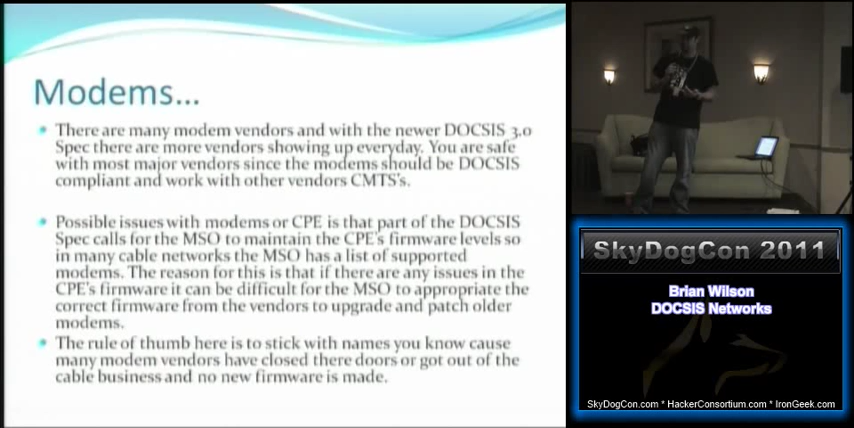 Modems...
There are many modem vendors and with the newer DOCSIS 3.0
Spec there are more vendors showing up everyday. You are safe
with most major vendors since the modems should be DOCSIS
compliant and work with other vendors CMTS's.
Possible issues with modems or CPE is that part of the DOCSIS
Spec calls for the MSO to maintain the CPE's firmware levels so
in many cable networks the MSO has a list of supported
modems. The reason for this is that if there are any issues in the
CPE's firmware it can be difficult for the MSO to appropriate the
correct firmware from the vendors to upgrade and patch older
modems.
The rule of thumb here is to stick with names you know cause
many modem vendors have closed there doors or got out of the
cable business and no new firmware is made.
SkyDogCon 2011
Brian Wilson
DOCSIS Networks
SkyDogCon.com * HackerConsortium.com * IronGeek.com